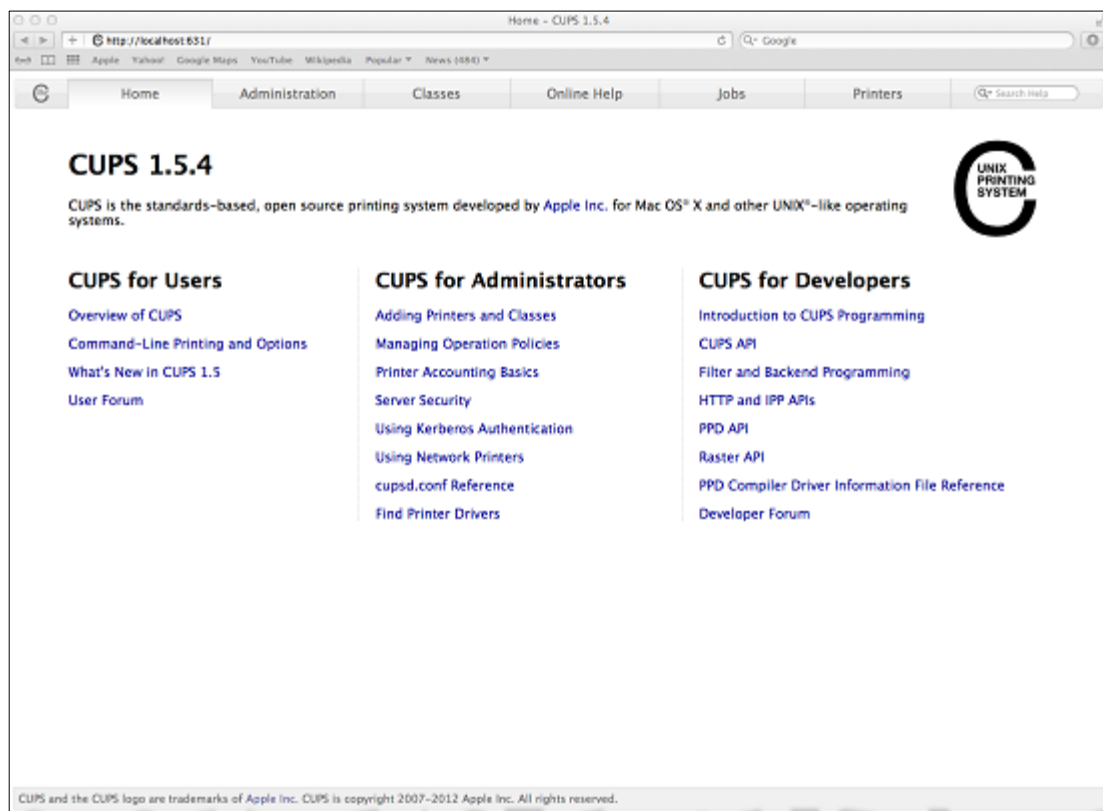 Home - CUPS 1.5.4
http://localhost:631/
Google
Apple Yahoo! Google Maps YouTube Wikipedia Popular News (484)
Home Administration Classes Online Help Jobs Printers Search Help
CUPS 1.5.4
UNIX
PRINTING
SYSTEM
CUPS is the standards-based, open source printing system developed by Apple Inc. for Mac OS® X and other UNIX®-like operating
systems.
CUPS for Users
Overview of CUPS
Command-Line Printing and Options
What's New in CUPS 1.5
User Forum
CUPS for Administrators
Adding Printers and Classes
Managing Operation Policies
Printer Accounting Basics
Server Security
Using Kerberos Authentication
Using Network Printers
cupsd.conf Reference
Find Printer Drivers
CUPS for Developers
Introduction to CUPS Programming
CUPS API
Filter and Backend Programming
HTTP and IPP APIs
PPD API
Raster API
PPD Compiler Driver Information File Reference
Developer Forum
CUPS and the CUPS logo are trademarks of Apple Inc. CUPS is copyright 2007-2012 Apple Inc. All rights reserved.